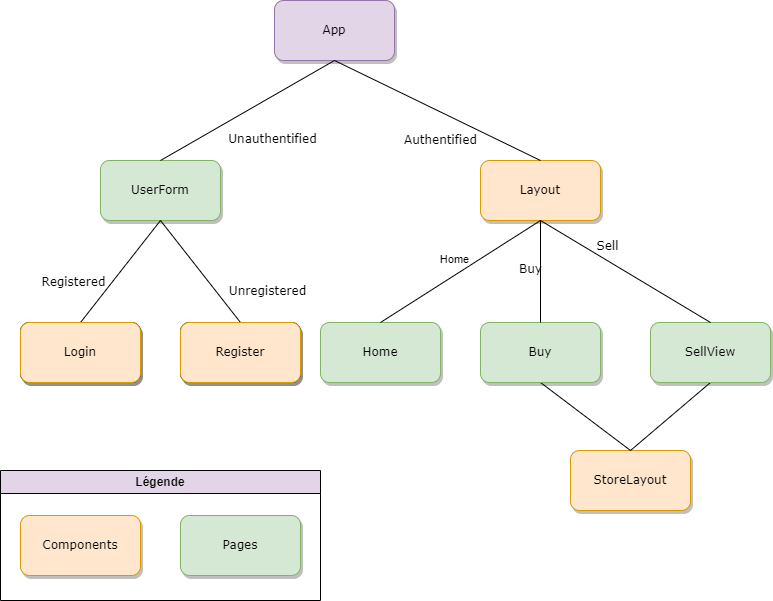 App
Unauthentified
Authentified
UserForm
Layout
Home
Sell
Buy
Registered
Unregistered
Login
Register
Home
Buy
SellView
StoreLayout
Légende
Components
Pages